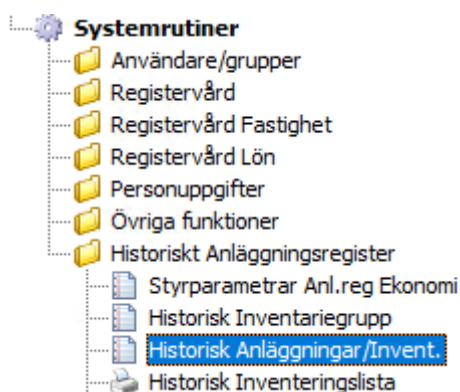 Systemrutiner
Användare/grupper
Registervård
Registervård Fastighet
Registervård Lön
Personuppgifter
Övriga funktioner
Historiskt Anläggningsregister
Styrparametrar Anl.reg Ekonomi
Historisk Inventariegrupp
Historisk Anläggningar/Invent.
Historisk Inventeringslista